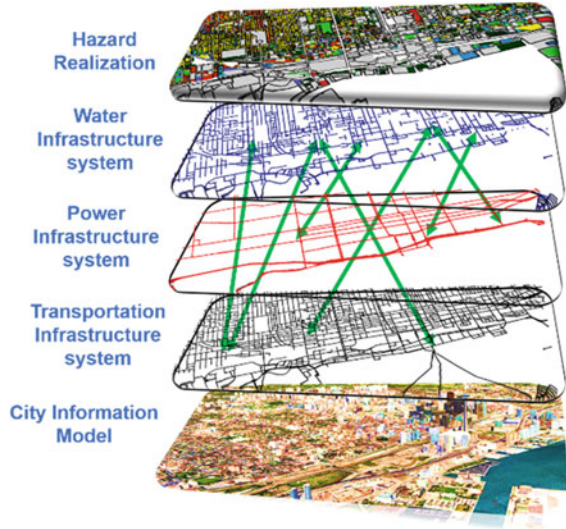 Hazard
Realization
Water
Infrastructure
system
Power
Infrastructure
system
Transportation
Infrastructure
system
City Information
Model